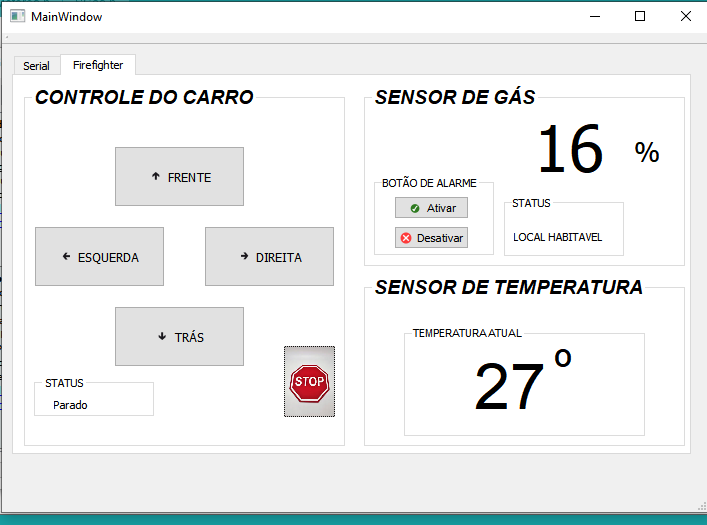 MainWindow
Serial
Firefighter
CONTROLE DO CARRO
FRENTE
ESQUERDA
DIREITA
TRÁS
STATUS
Parado
STOP
SENSOR DE GÁS
16 %
BOTÃO DE ALARME
Ativar
Desativar
STATUS
LOCAL HABITAVEL
SENSOR DE TEMPERATURA
TEMPERATURA ATUAL
27º